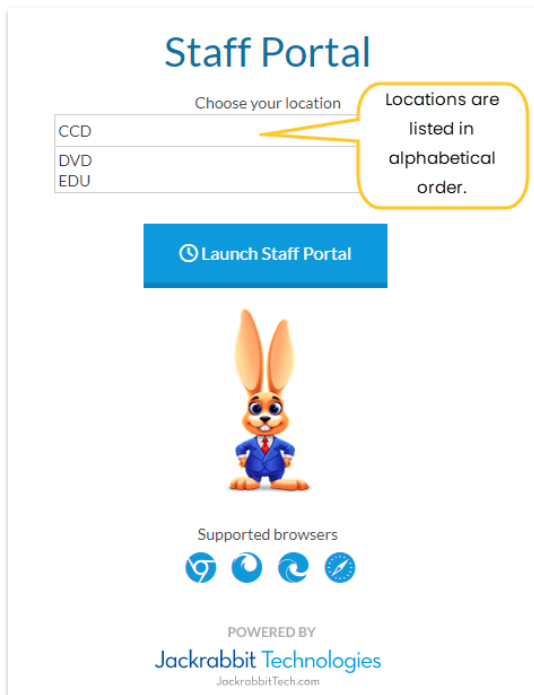 Staff Portal
Choose your location
Locations are
listed in
alphabetical
order.
CCD
DVD
EDU
Launch Staff Portal
Supported browsers
POWERED BY
Jackrabbit Technologies
JackrabbitTech.com